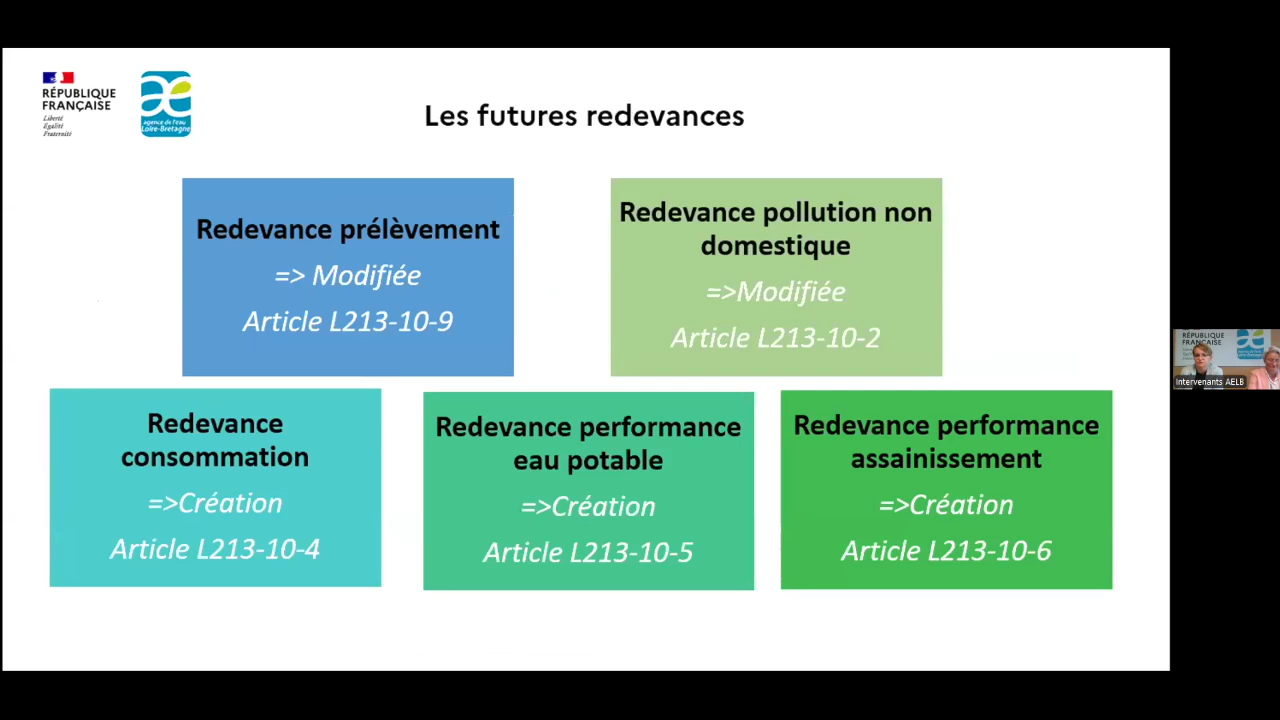 RÉPUBLIQUE
FRANÇAISE
Liberté
Égalité
Fraternité
agence de l'eau
Loire-Bretagne
Les futures redevances
Redevance prélèvement
=> Modifiée
Article L213-10-9
Redevance pollution non
domestique
=>Modifiée
Article L213-10-2
Redevance
consommation
=>Création
Article L213-10-4
Redevance performance
eau potable
=>Création
Article L213-10-5
Redevance performance
assainissement
=>Création
Article L213-10-6
RÉPUBLIQUE
FRANÇAISE
Intervenants AELB